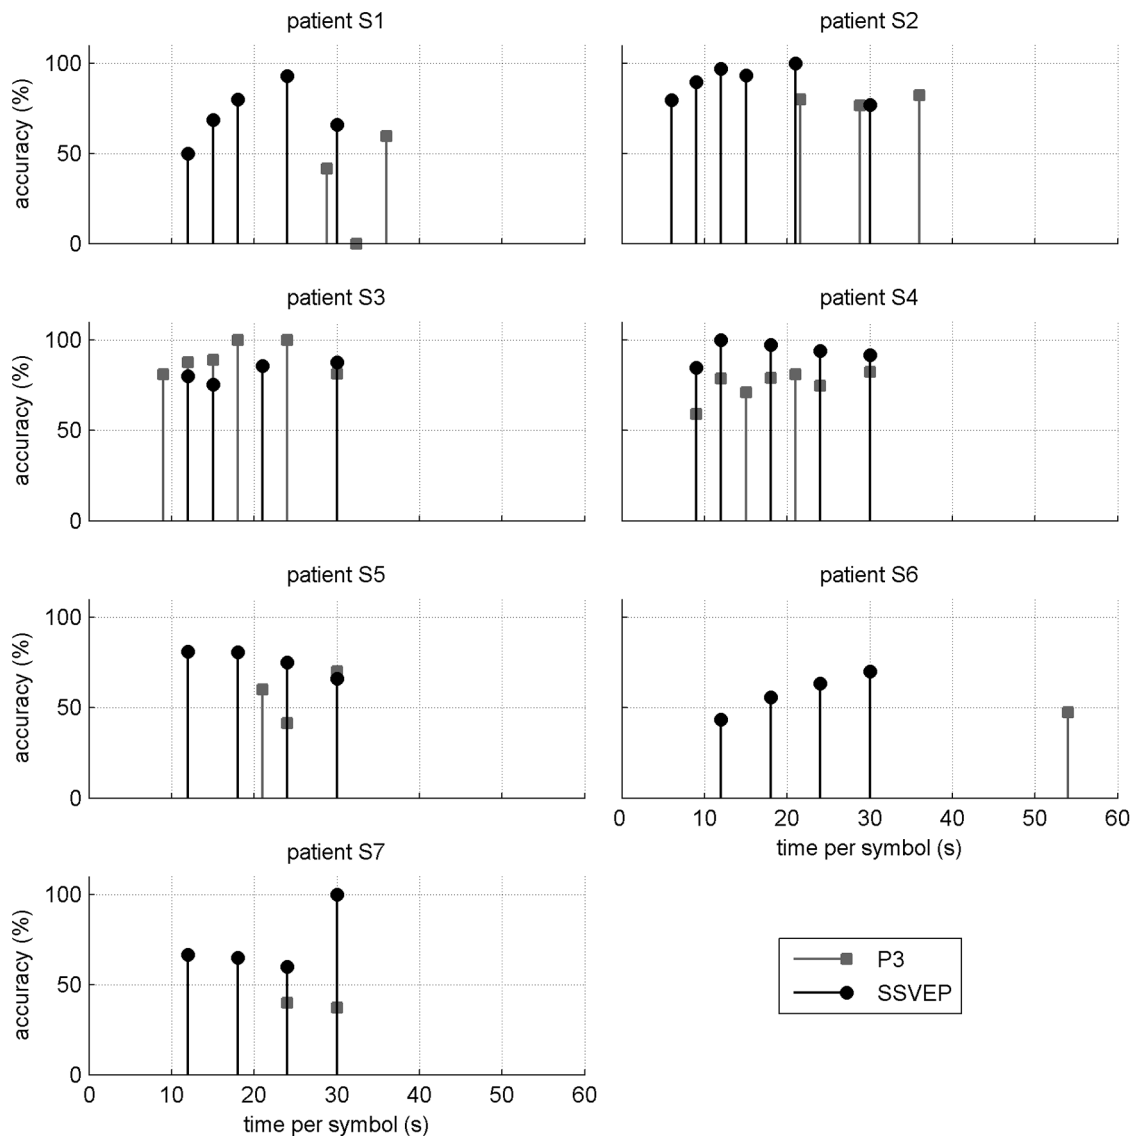 patient S1
patient S2
accuracy (%)
100
50
0
patient S3
patient S4
accuracy (%)
100
50
0
patient S5
patient S6
accuracy (%)
100
50
0
0 10 20 30 40 50 60
time per symbol (s)
patient S7
accuracy (%)
100
50
0
0 10 20 30 40 50 60
time per symbol (s)
P3
SSVEP